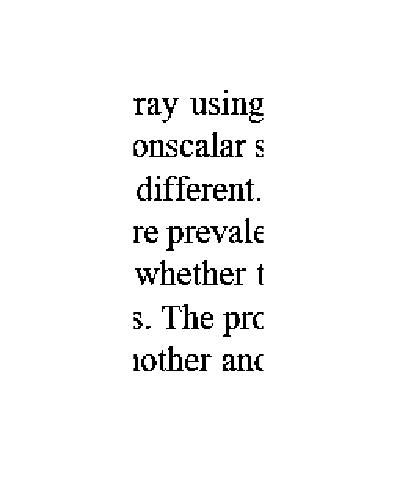 ray using
onscalar s
different.
re prevale
whether t
s. The pro
nother and